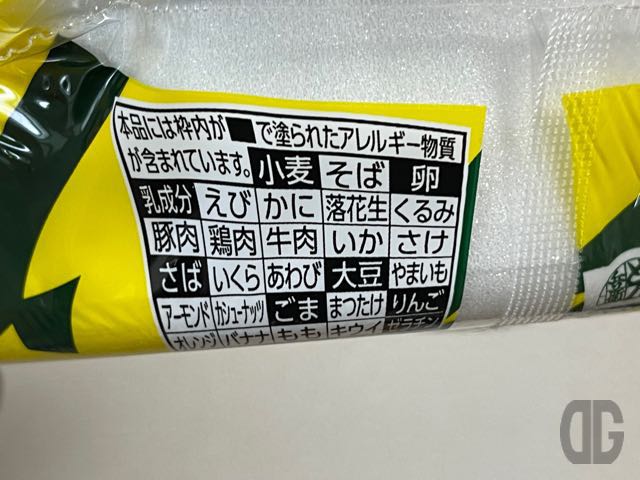 本品には枠内が■で塗られたアレルギー物質
が含まれています。 小麦 そば 卵
乳成分 えび かに 落花生 くるみ
豚肉 鶏肉 牛肉 いか さけ
さば いくら あわび 大豆 やまいも
アーモンド カシューナッツ ごま まつたけ りんご
オレンジ バナナ もも キウイ ゼラチン
DG